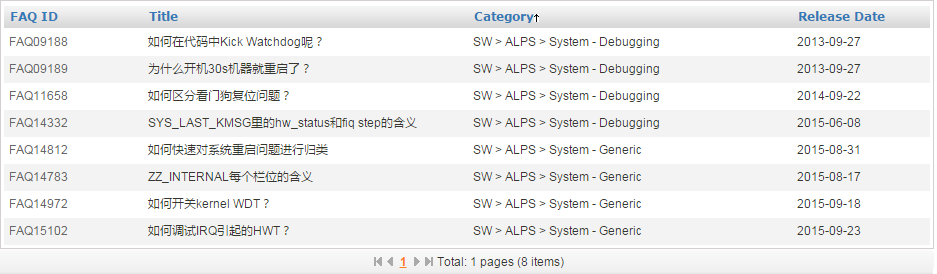 FAQ ID Title Category Release Date
FAQ09188 如何在代码中Kick Watchdog呢？ SW > ALPS > System - Debugging 2013-09-27
FAQ09189 为什么开机30s机器就重启了？ SW > ALPS > System - Debugging 2013-09-27
FAQ11658 如何区分看门狗复位问题？ SW > ALPS > System - Debugging 2014-09-22
FAQ14332 SYS_LAST_KMSG里的hw_status和fiq step的含义 SW > ALPS > System - Debugging 2015-06-08
FAQ14812 如何快速对系统重启问题进行归类 SW > ALPS > System - Generic 2015-08-31
FAQ14783 ZZ_INTERNAL每个栏位的含义 SW > ALPS > System - Generic 2015-08-17
FAQ14972 如何开关kernel WDT？ SW > ALPS > System - Generic 2015-09-18
FAQ15102 如何调试IRQ引起的HWT？ SW > ALPS > System - Generic 2015-09-23
1 Total: 1 pages (8 items)